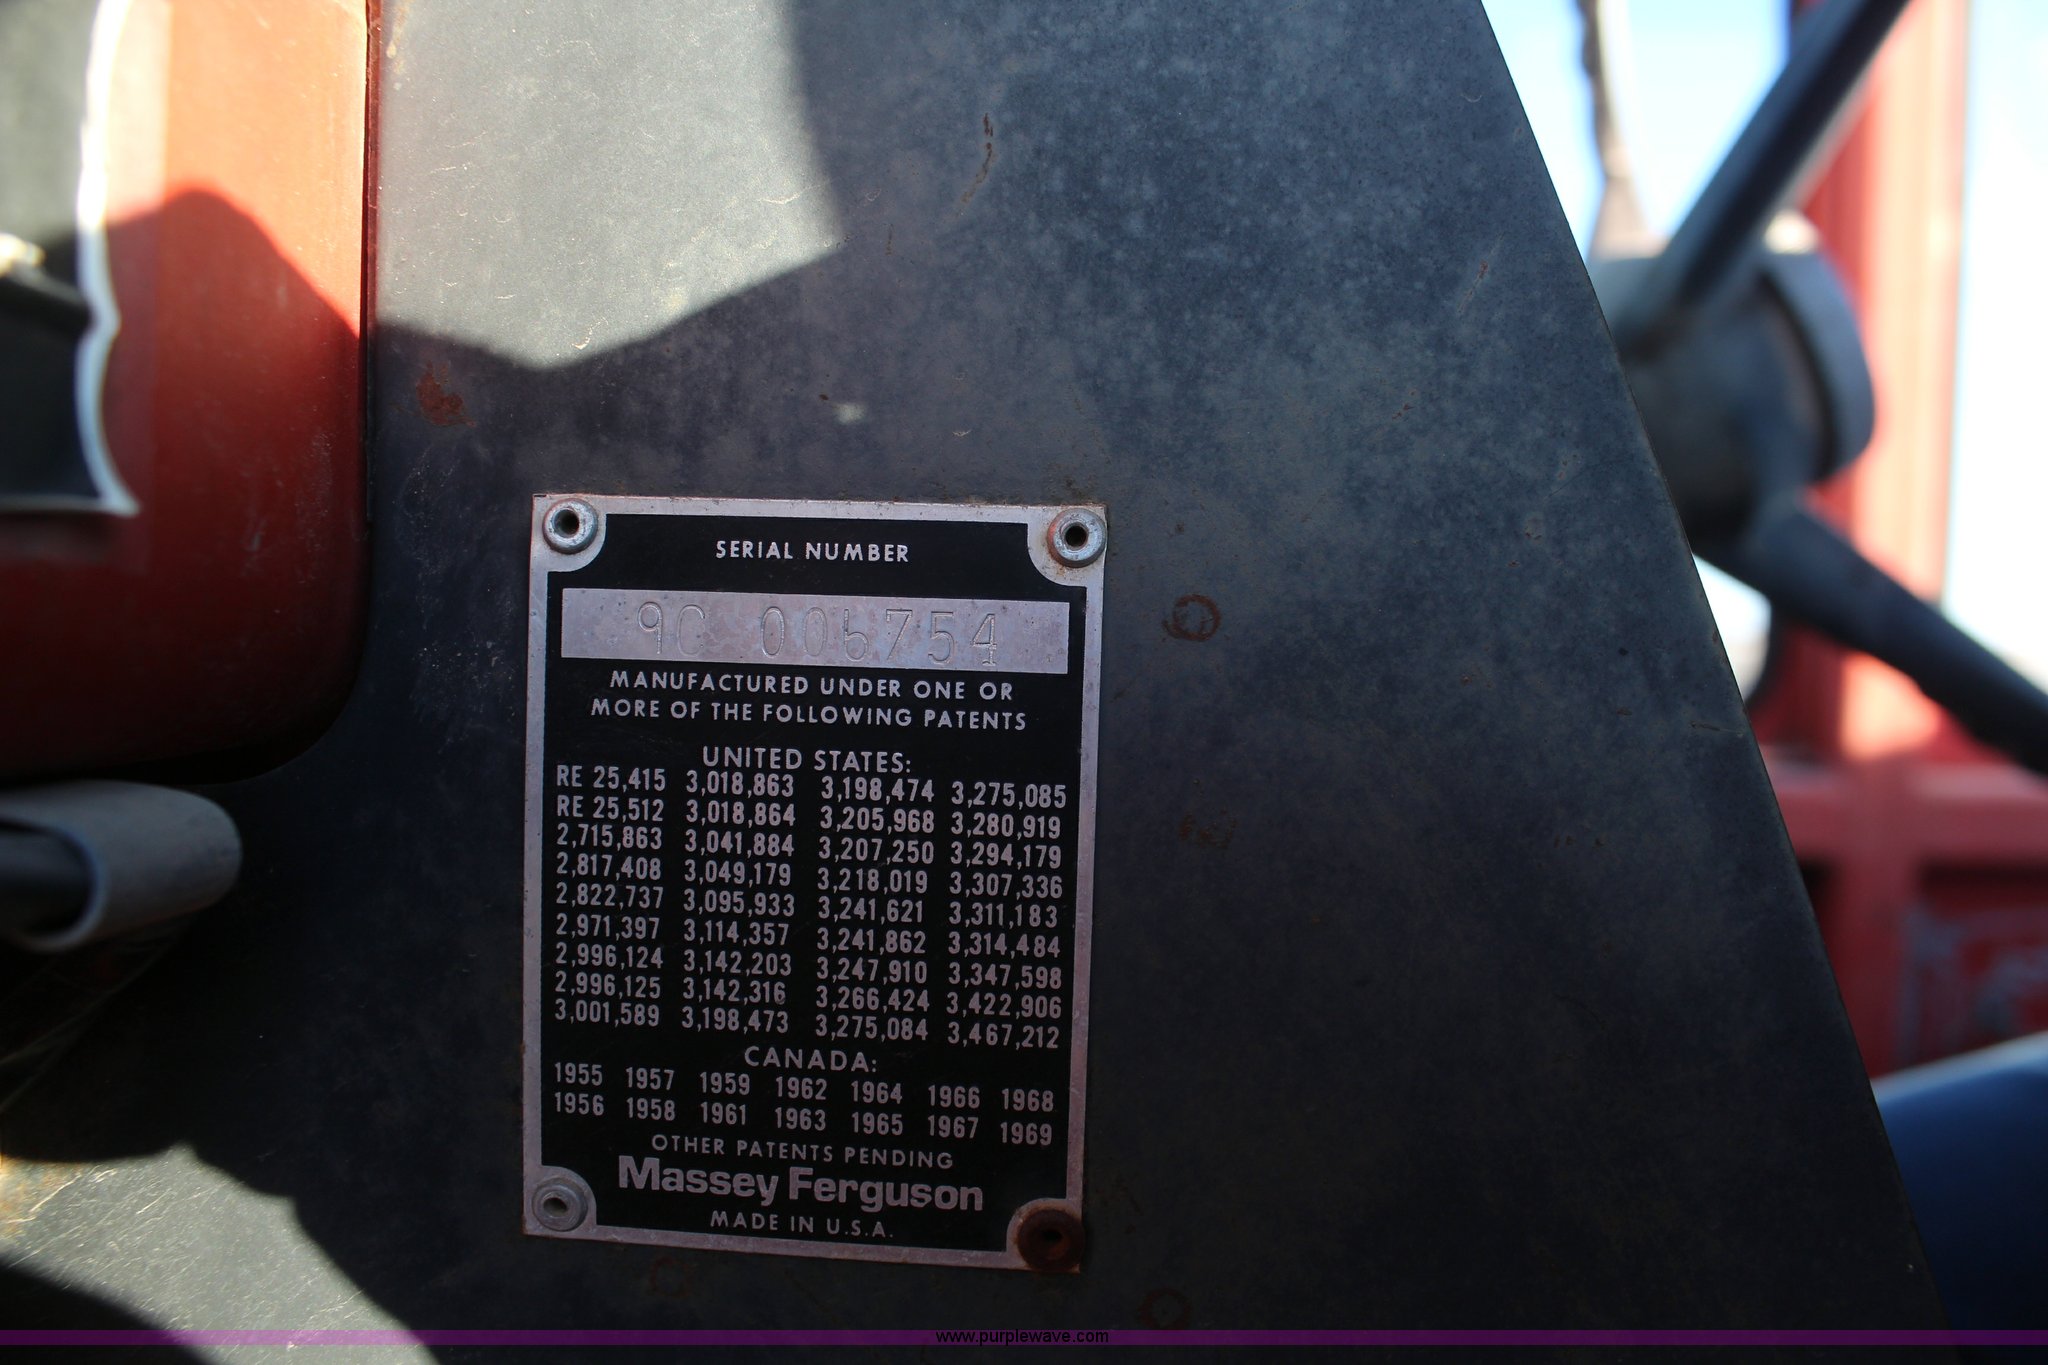 SERIAL NUMBER
9C 006754
MANUFACTURED UNDER ONE OR
MORE OF THE FOLLOWING PATENTS
UNITED STATES:
RE 25,415 3,018,863 3,198,474 3,275,085
RE 25,512 3,018,864 3,205,968 3,280,919
2,715,863 3,041,884 3,207,250 3,294,179
2,817,408 3,049,179 3,218,019 3,307,336
2,822,737 3,095,933 3,241,621 3,311,183
2,971,397 3,114,357 3,241,862 3,314,484
2,996,124 3,142,203 3,247,910 3,347,598
2,996,125 3,142,316 3,266,424 3,422,906
3,001,589 3,198,473 3,275,084 3,467,212
CANADA:
1955 1957 1959 1962 1964 1966 1968
1956 1958 1961 1963 1965 1967 1969
OTHER PATENTS PENDING
Massey Ferguson
MADE IN U.S.A.
www.purplewave.com